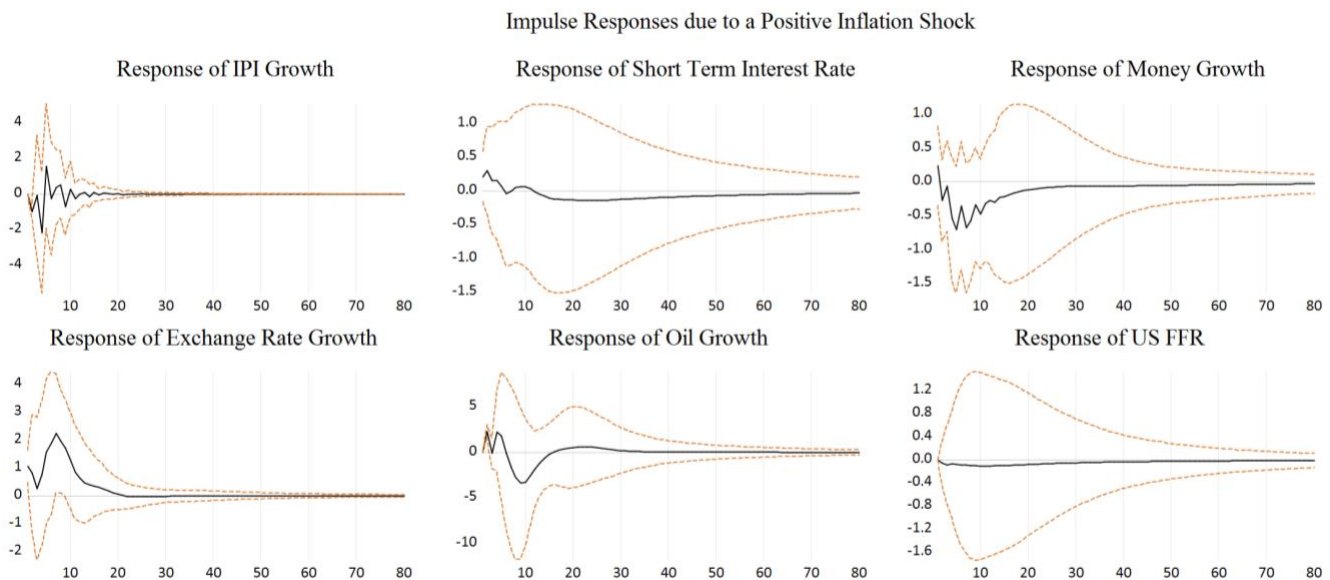 Impulse Responses due to a Positive Inflation Shock
Response of IPI Growth
4
2
0
-2
-4
10 20 30 40 50 60 70 80
Response of Short Term Interest Rate
1.0
0.5
0.0
-0.5
-1.0
-1.5
10 20 30 40 50 60 70 80
Response of Money Growth
1.0
0.5
0.0
-0.5
-1.0
-1.5
10 20 30 40 50 60 70 80
Response of Exchange Rate Growth
4
3
2
1
0
-1
-2
10 20 30 40 50 60 70 80
Response of Oil Growth
5
0
-5
-10
10 20 30 40 50 60 70 80
Response of US FFR
1.2
0.8
0.4
0.0
-0.4
-0.8
-1.2
-1.6
10 20 30 40 50 60 70 80